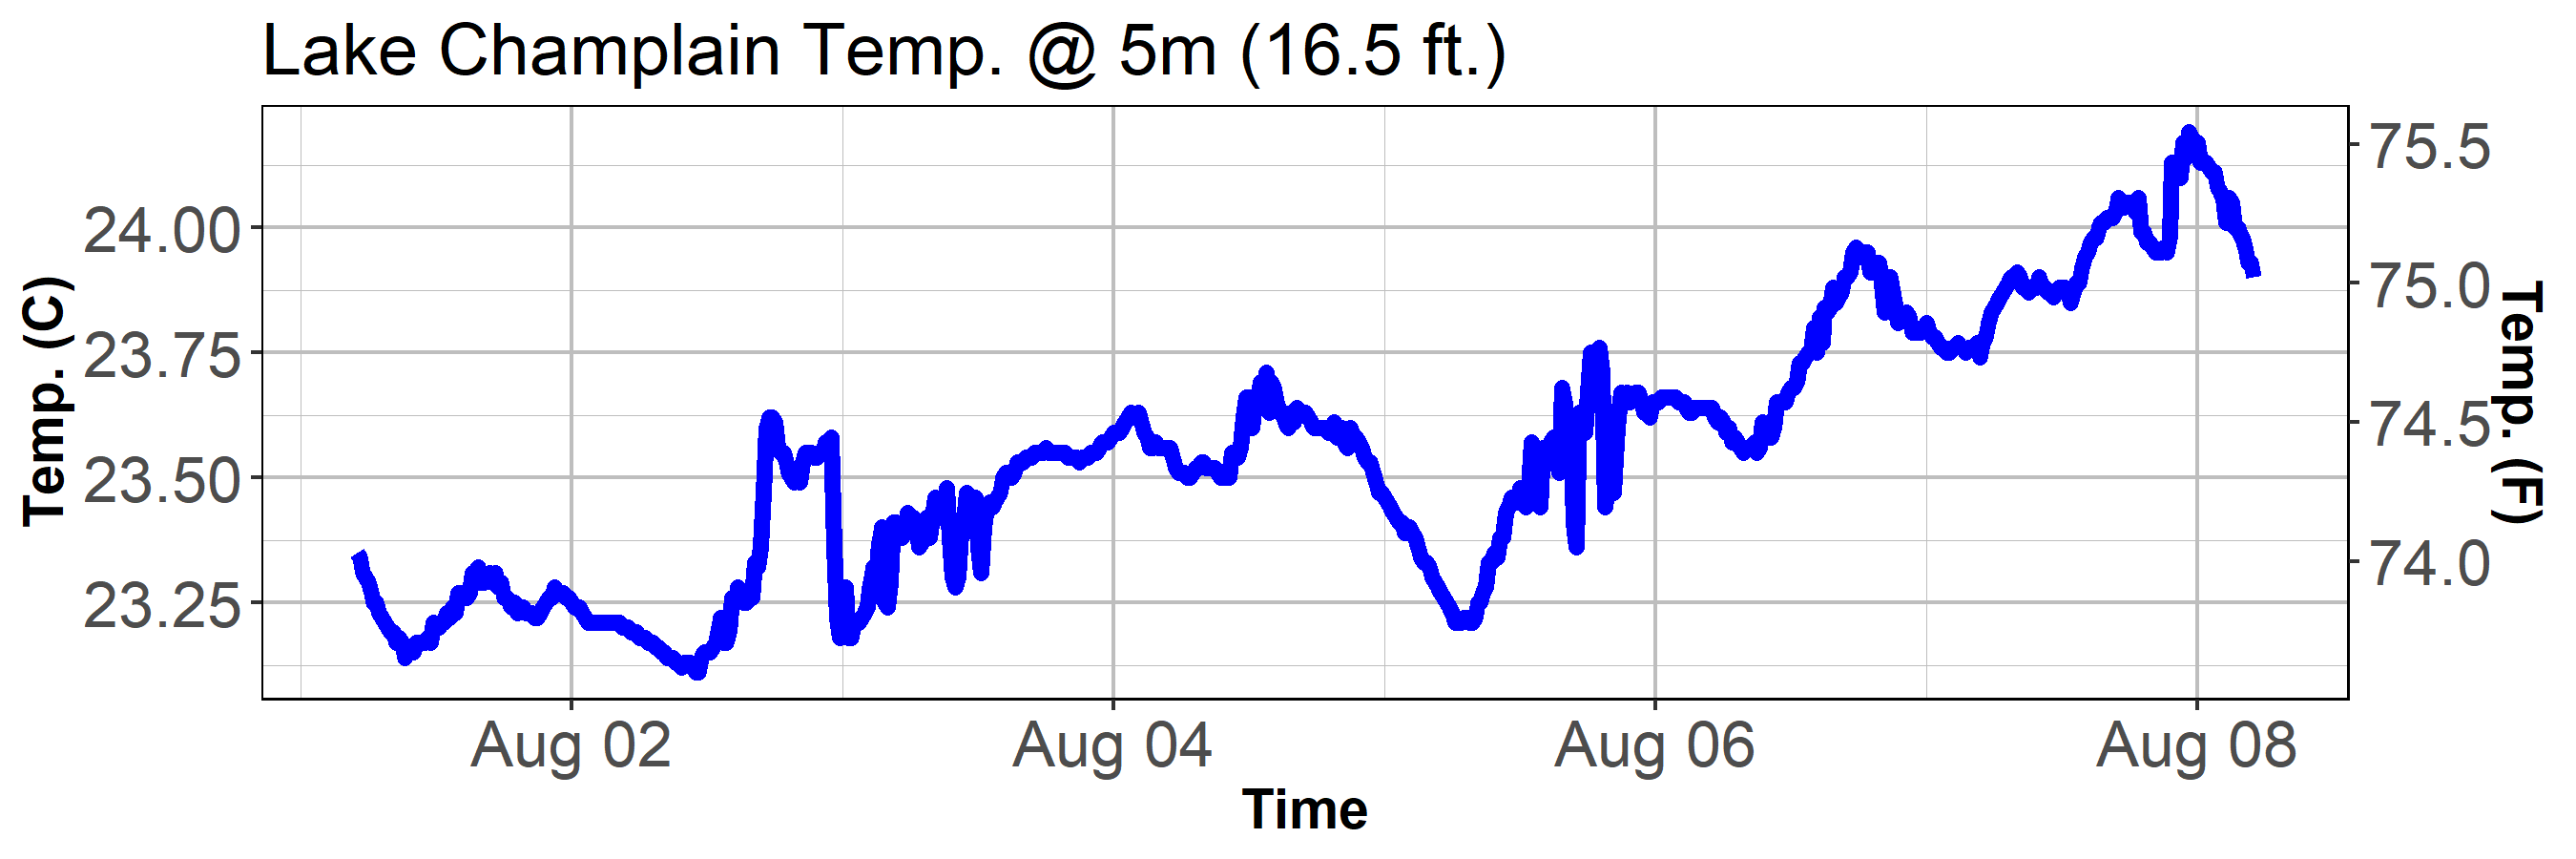 Lake Champlain Temp. @ 5m (16.5 ft.)
Temp. (C)
24.00
23.75
23.50
23.25
75.5
75.0
74.5
74.0
Temp. (F)
Aug 02 Aug 04 Aug 06 Aug 08
Time